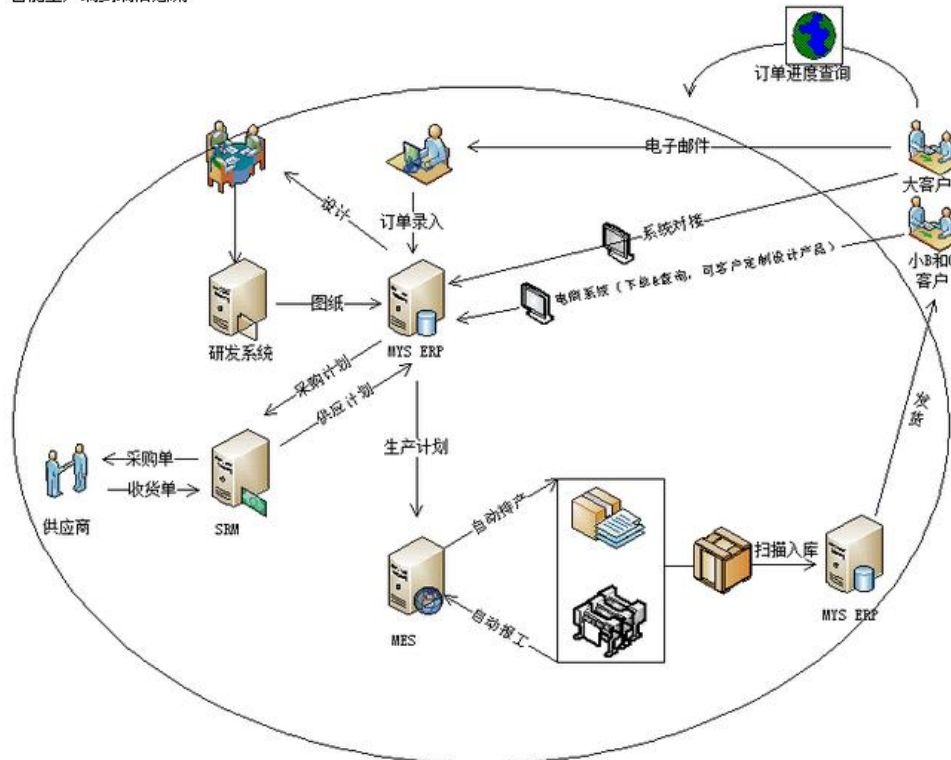 订单进度查询
电子邮件
大客户
设计
订单录入
系统对接
小B和
客户
电商系统（下单&查询，可客户定制设计产品）
图纸
研发系统
MYS ERP
采购计划
供应计划
发货
生产计划
采购单
收货单
供应商
SRM
自动排产
扫描入库
自动报工
MES
MYS ERP